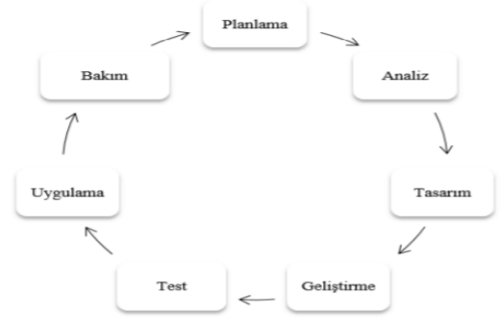 Planlama
Analiz
Tasarım
Geliştirme
Test
Uygulama
Bakım